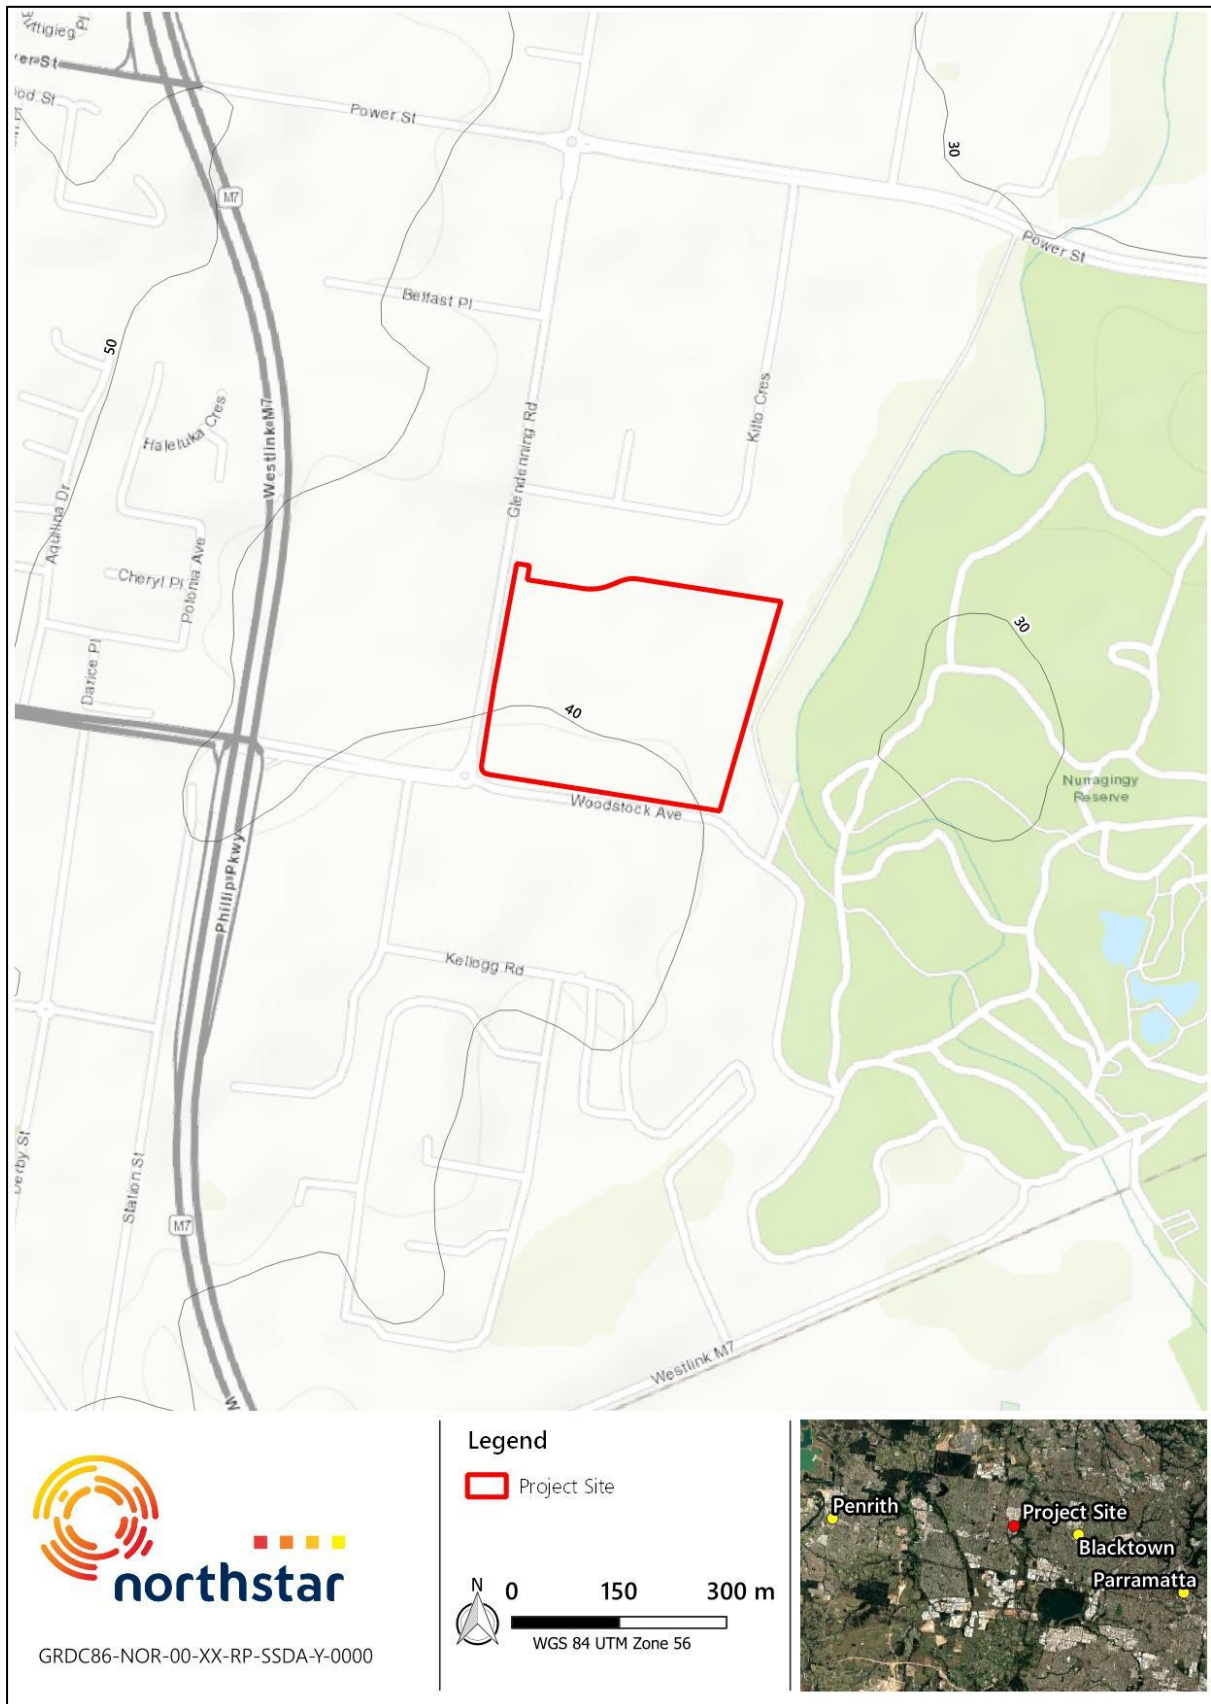 Power St
M7
Power St
30
Belfast Pl
50
Haletuka Cres
Westlink M7
Glendenning Rd
Kilto Cres
Aquilina Dr
Cheryl Pl
Polonia Ave
Darice Pl
30
40
Nurragingy
Reserve
Woodstock Ave
Phillip Pkwy
Kellogg Rd
Station St
M7
Westlink M7
W
northstar
GRDC86-NOR-00-XX-RP-SSDA-Y-0000
Legend
Project Site
N
0 150 300 m
WGS 84 UTM Zone 56
Penrith
Project Site
Blacktown
Parramatta